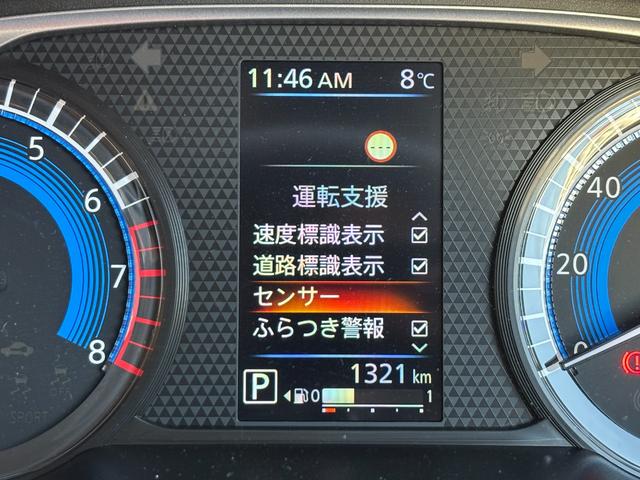 11:46 AM 8℃
---
運転支援
速度標識表示
道路標識表示
センサー
ふらつき警報
1321 km
P 0 1
5
6
7
8
SPORT
40
20
0